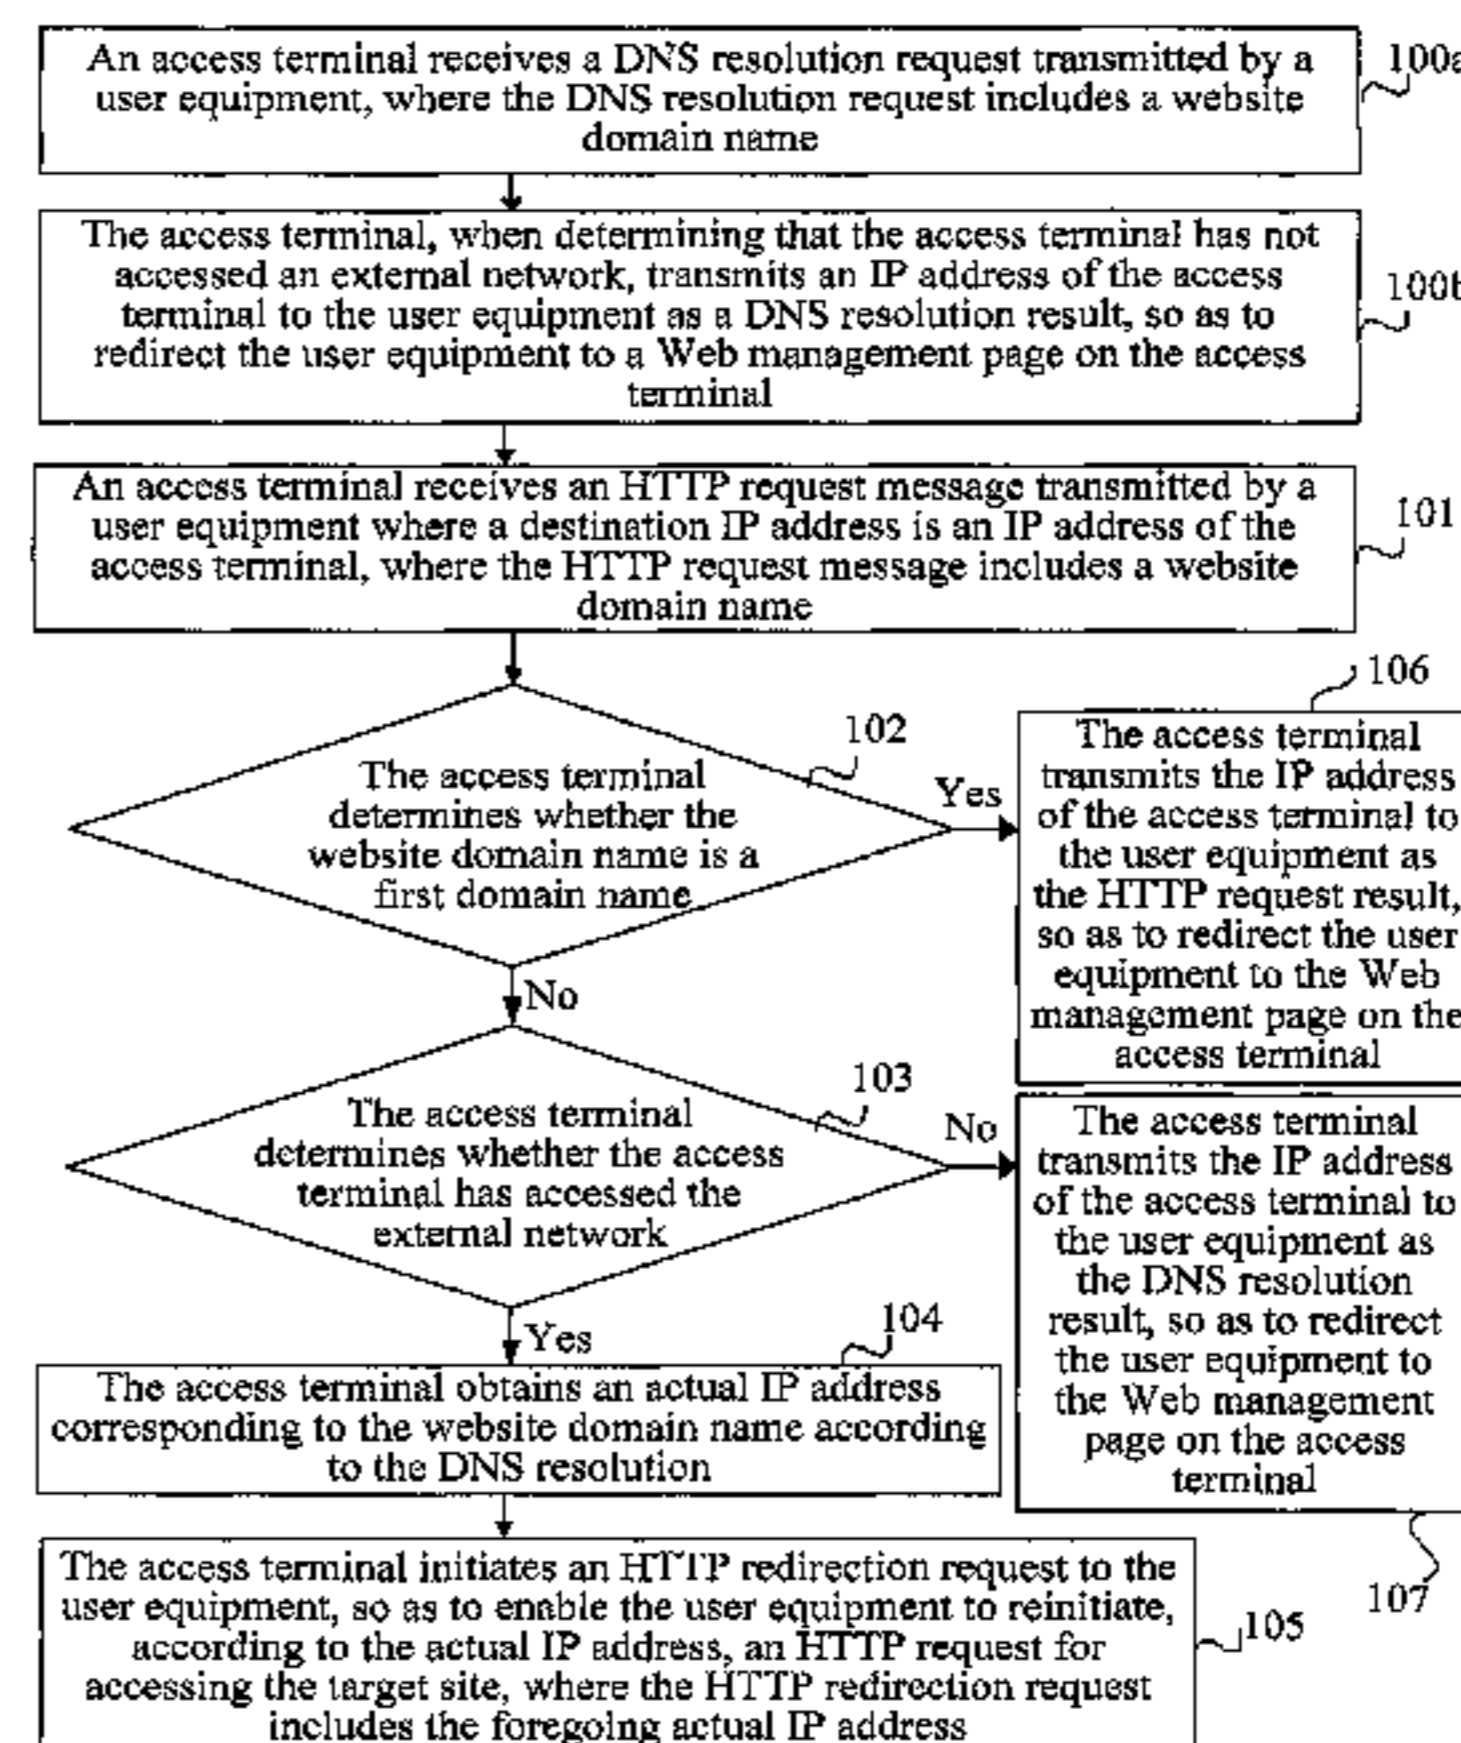 An access terminal receives a DNS resolution request transmitted by a
user equipment, where the DNS resolution request includes a website
domain name
100a
The access terminal, when determining that the access terminal has not
accessed an external network, transmits an IP address of the access
terminal to the user equipment as a DNS resolution result, so as to
redirect the user equipment to a Web management page on the access
terminal
100b
An access terminal receives an HTTP request message transmitted by a
user equipment where a destination IP address is an IP address of the
access terminal, where the HTTP request message includes a website
domain name
101
102
The access terminal
determines whether the
website domain name is a
first domain name
Yes
106
The access terminal
transmits the IP address
of the access terminal to
the user equipment as
the HTTP request result,
so as to redirect the user
equipment to the Web
management page on the
access terminal
No
103
The access terminal
determines whether the access
terminal has accessed the
external network
No
The access terminal
transmits the IP address
of the access terminal to
the user equipment as
the DNS resolution
result, so as to redirect
the user equipment to
the Web management
page on the access
terminal
107
Yes
104
The access terminal obtains an actual IP address
corresponding to the website domain name according
to the DNS resolution
The access terminal initiates an HTTP redirection request to the
user equipment, so as to enable the user equipment to reinitiate,
according to the actual IP address, an HTTP request for
accessing the target site, where the HTTP redirection request
includes the foregoing actual IP address
105